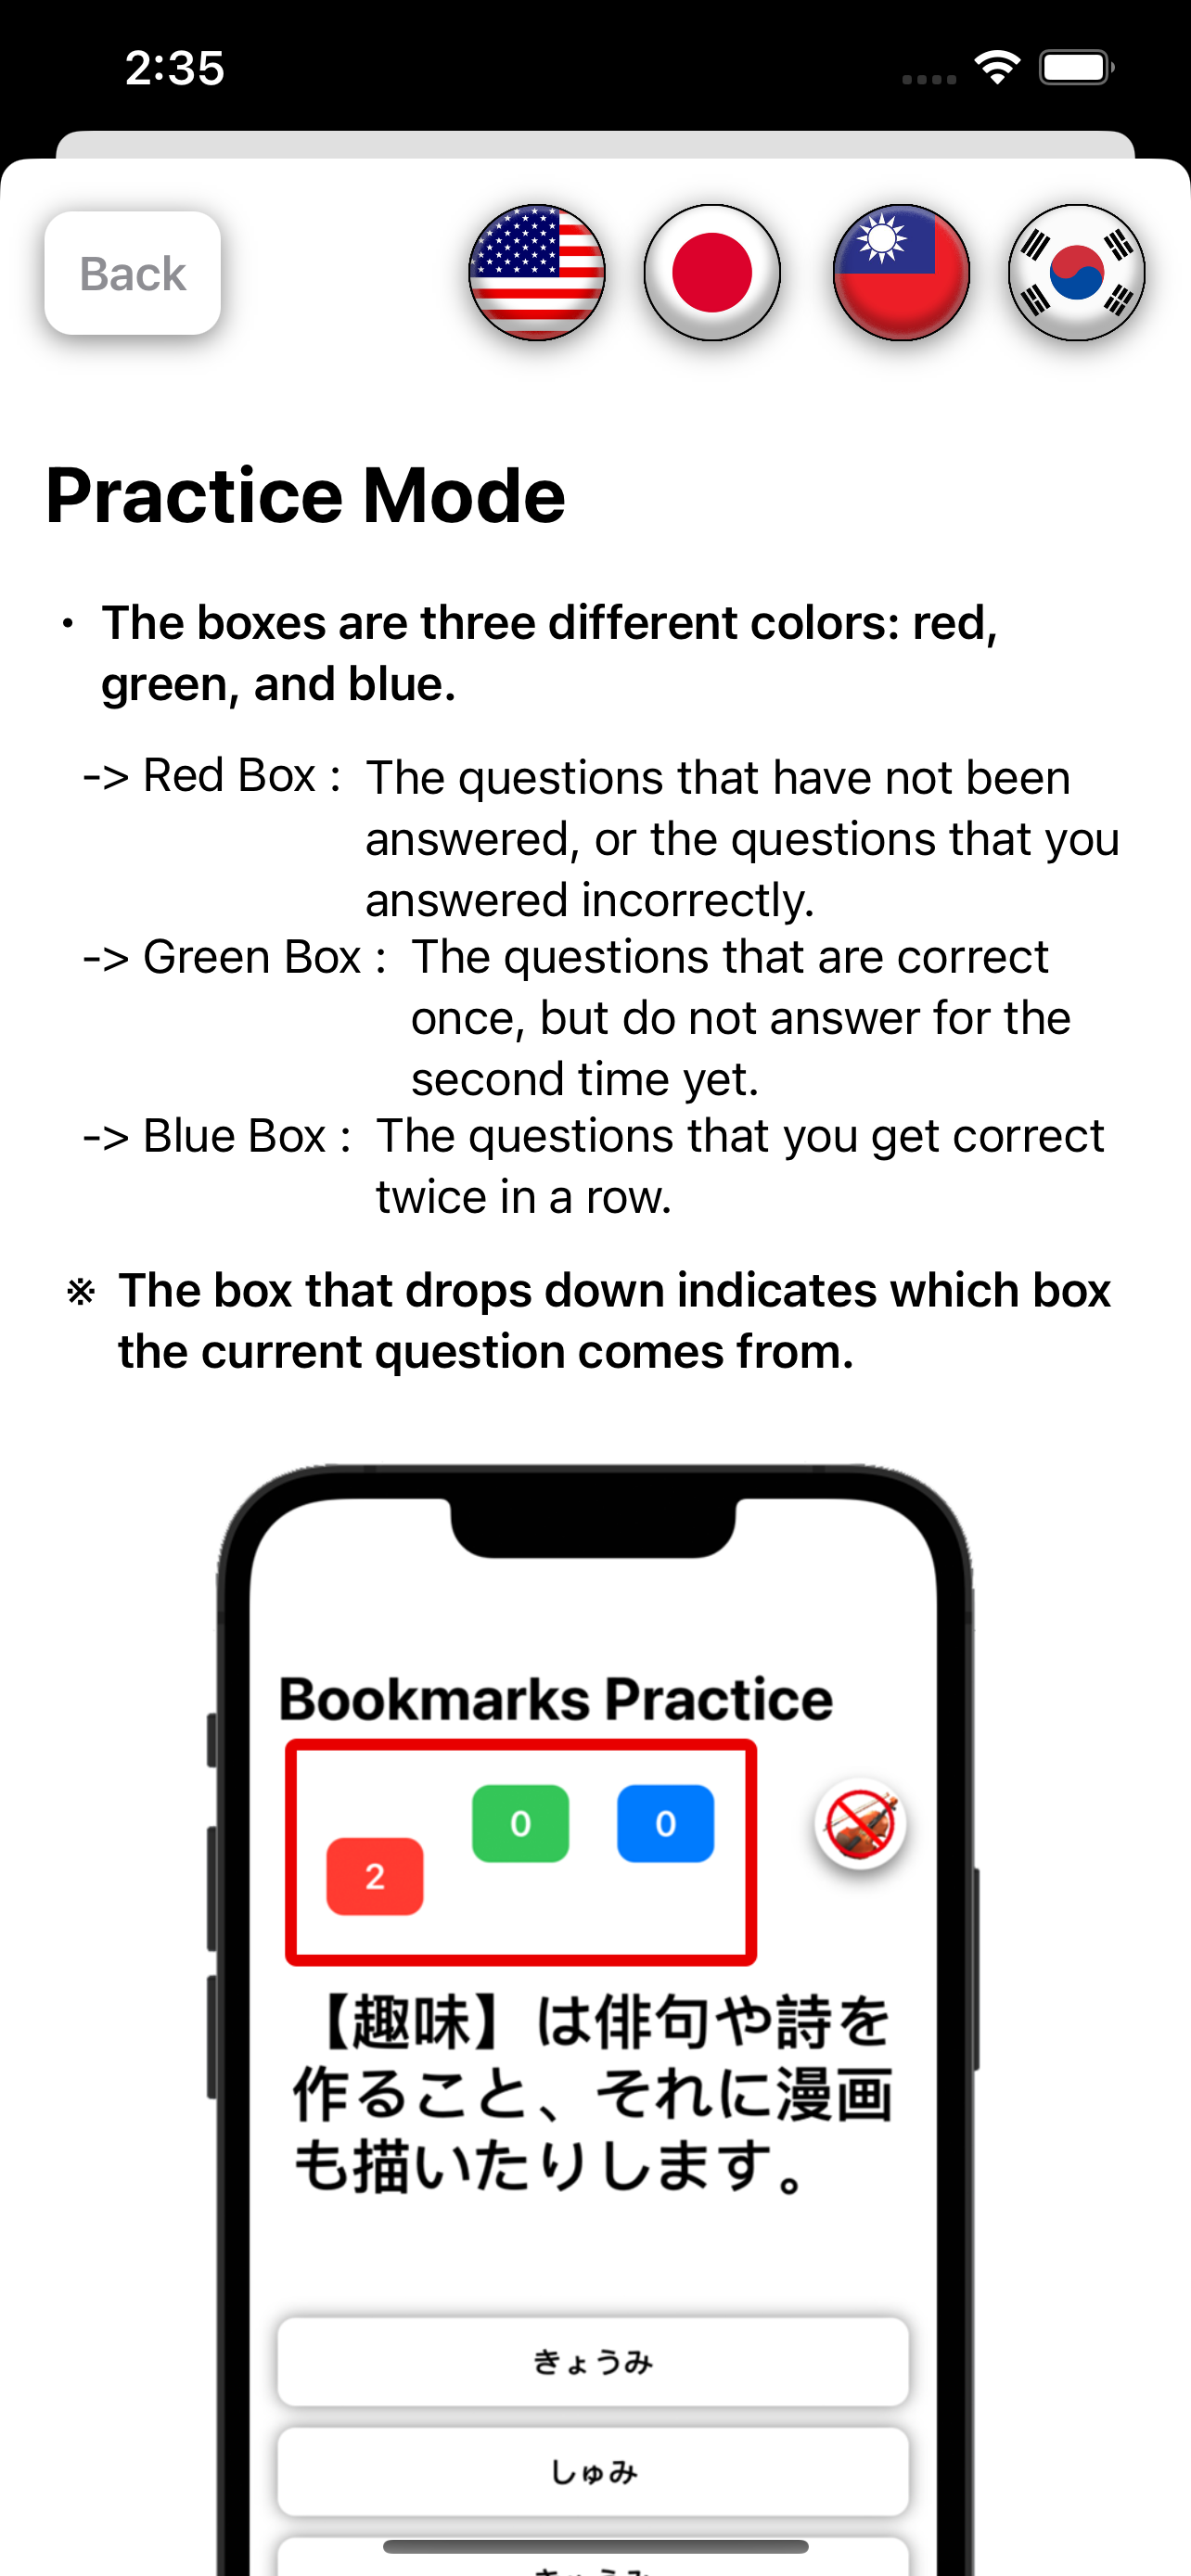 2:35
Back
Practice Mode
・ The boxes are three different colors: red,
green, and blue.
-> Red Box : The questions that have not been
answered, or the questions that you
answered incorrectly.
-> Green Box : The questions that are correct
once, but do not answer for the
second time yet.
-> Blue Box : The questions that you get correct
twice in a row.
※ The box that drops down indicates which box
the current question comes from.
Bookmarks Practice
2 0 0
【趣味】は俳句や詩を
作ること、それに漫画
も描いたりします。
きょうみ
しゅみ